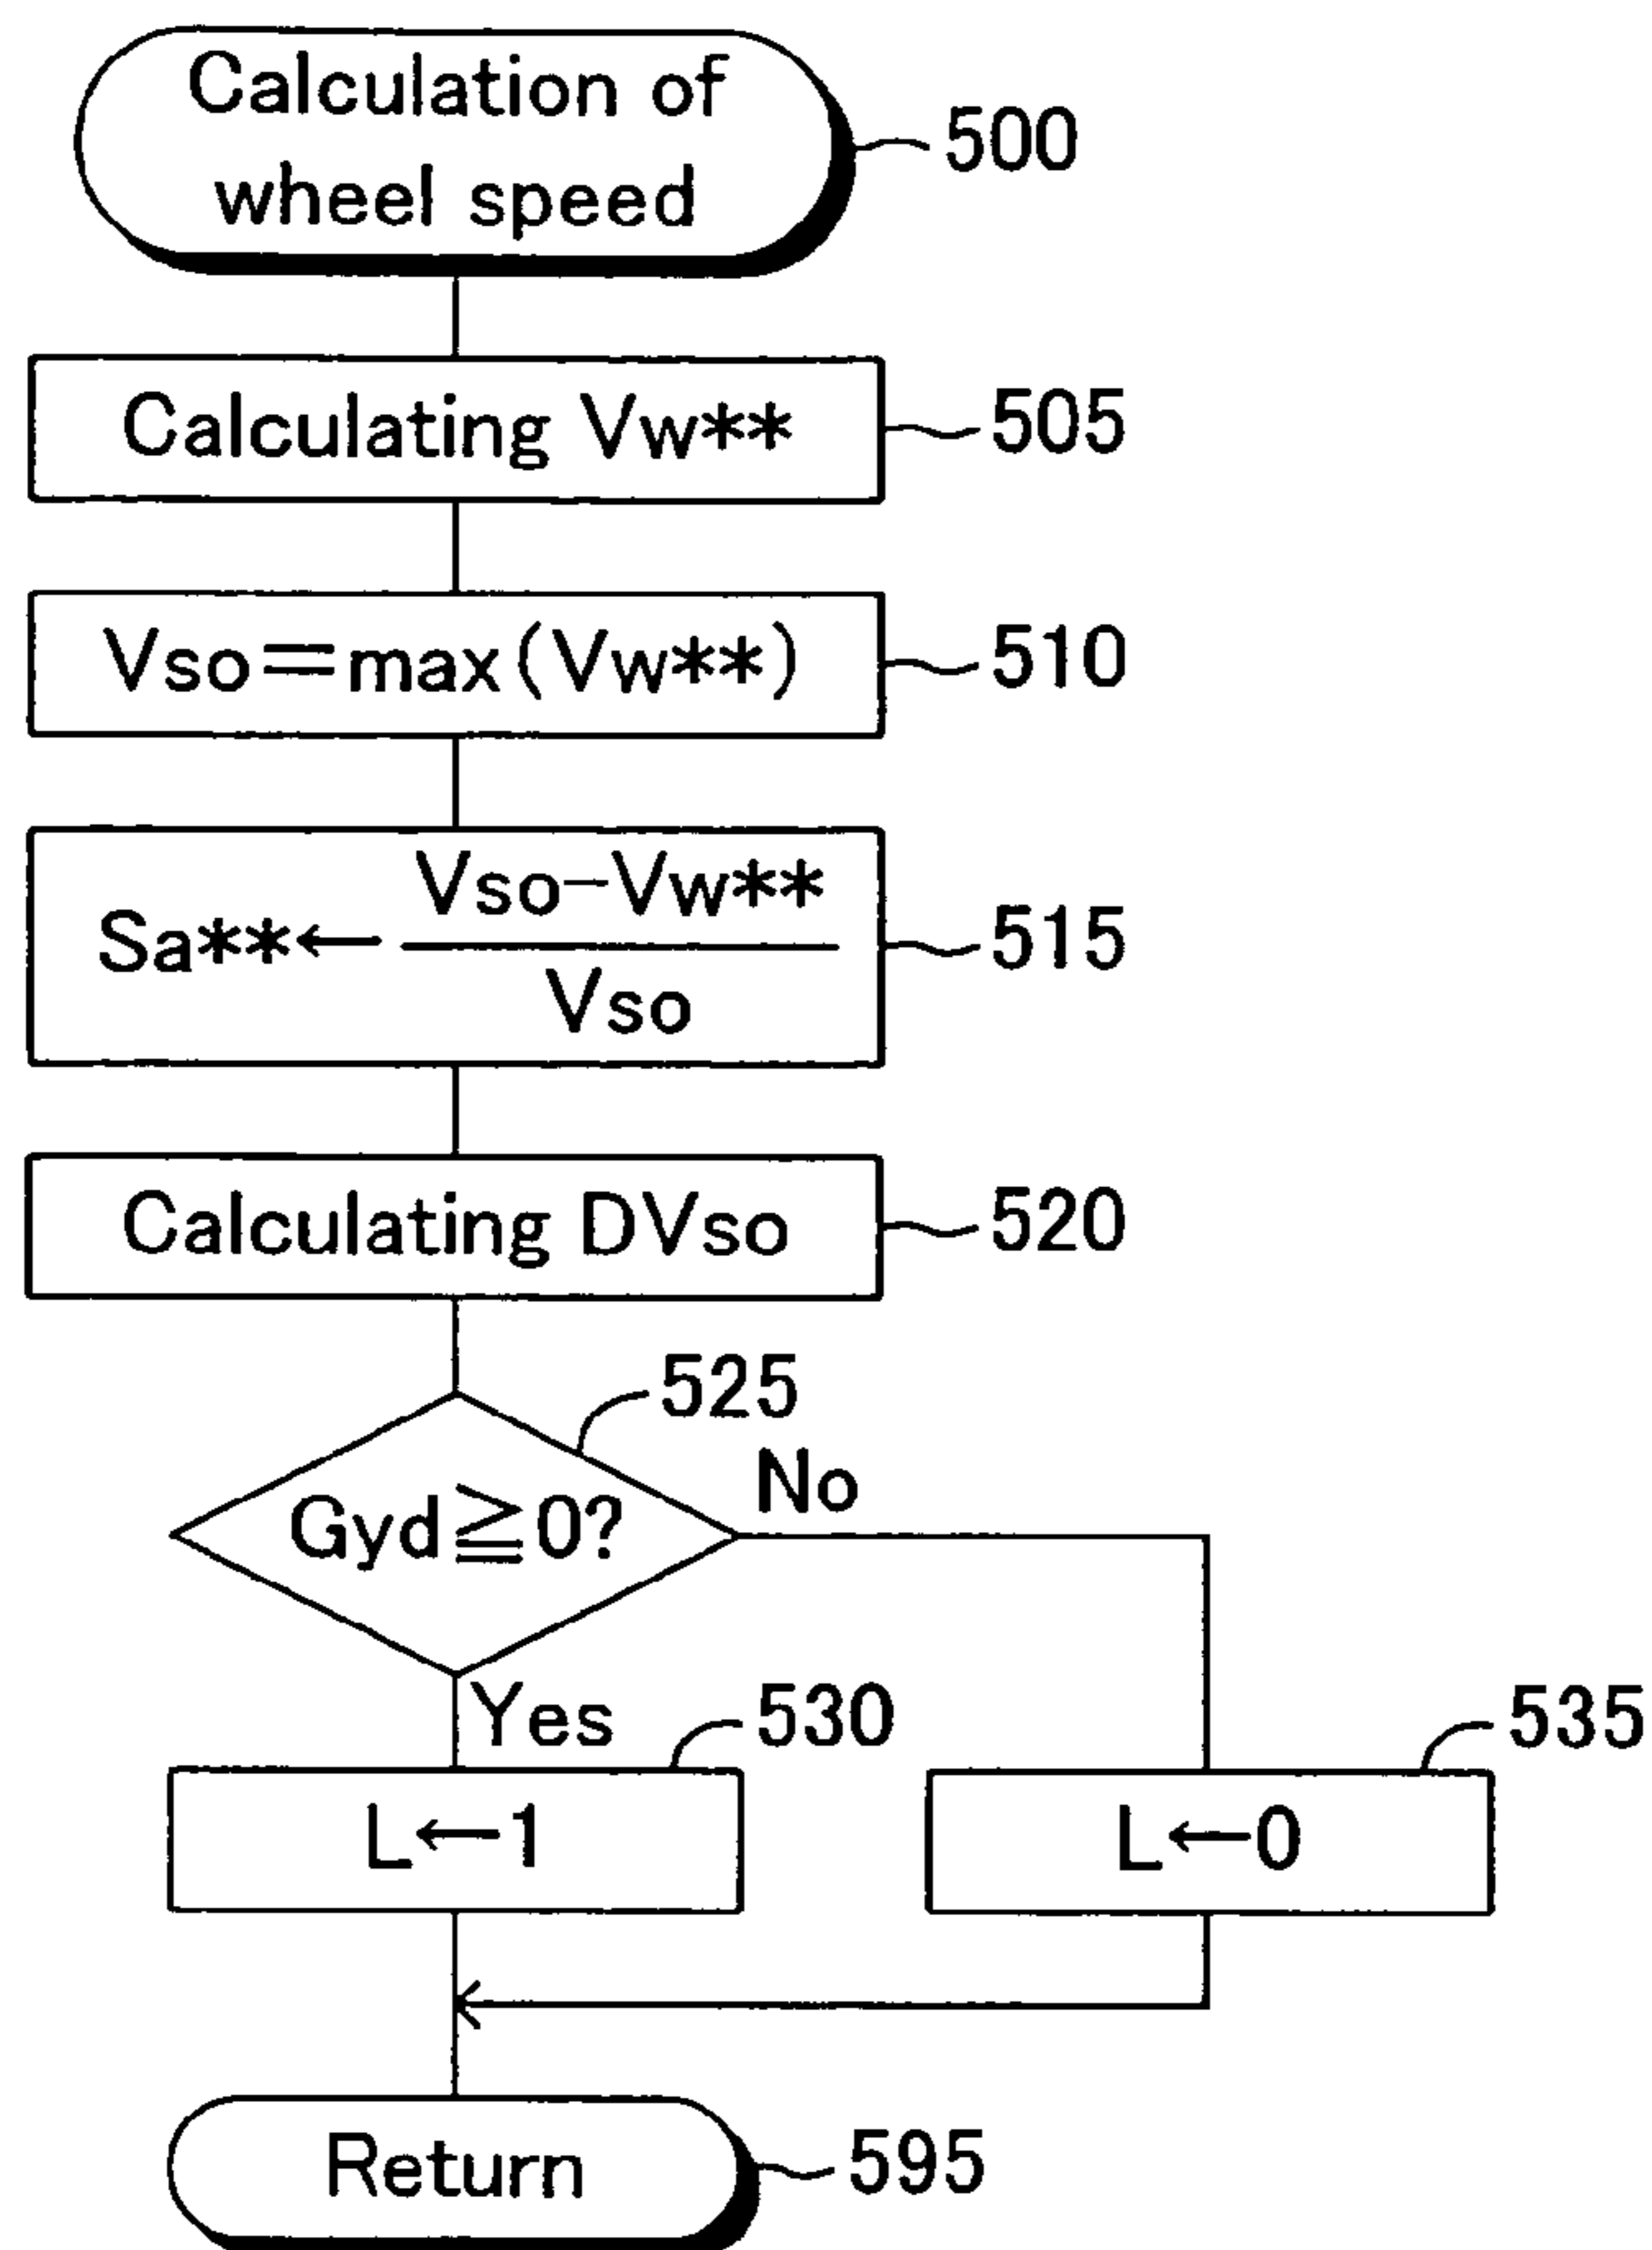 Calculation of
wheel speed
500
Calculating Vw**
505
Vso=max(Vw**)
510
Vso-Vw**
Sa**←
Vso
515
Calculating DVso
520
525
Gyd≧0?
No
Yes
530
535
L←1
L←0
Return
595